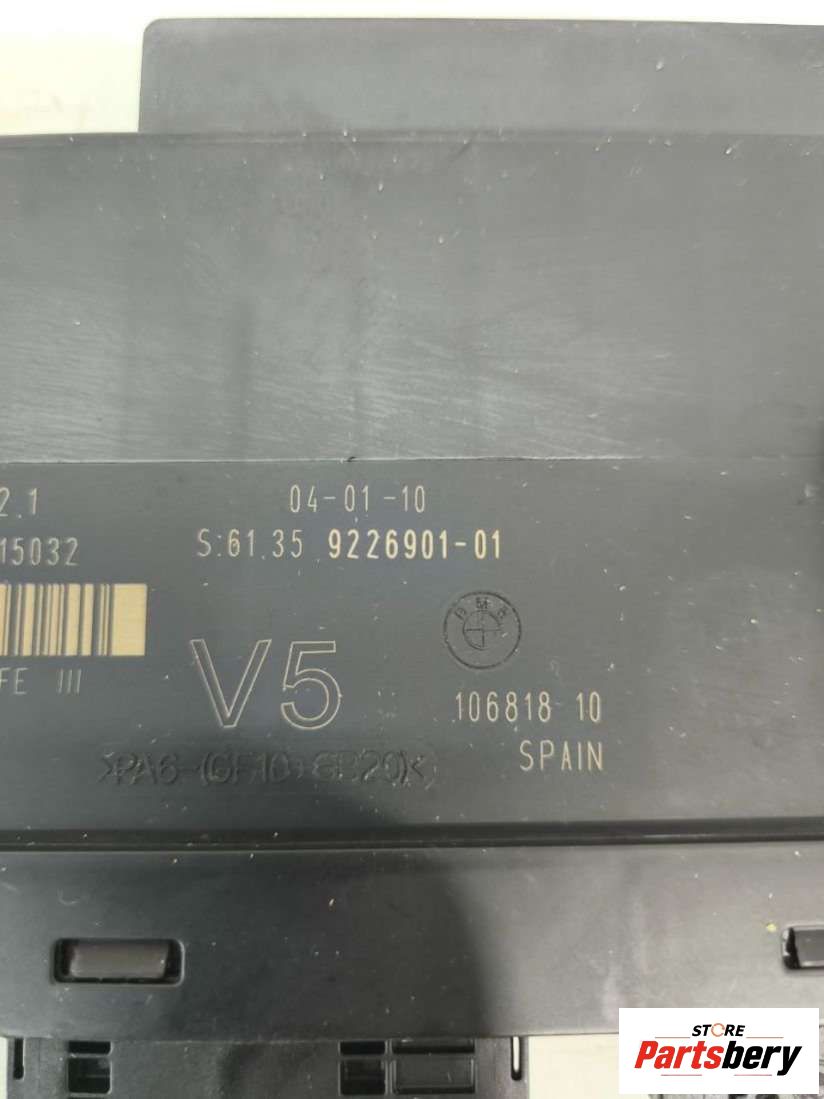 2.1
04-01-10
15032
S:61.35 9226901-01
BMW
FE III
V5
106818 10
>PA6-(GF10+GB20)<
SPAIN
STORE
Partsbery